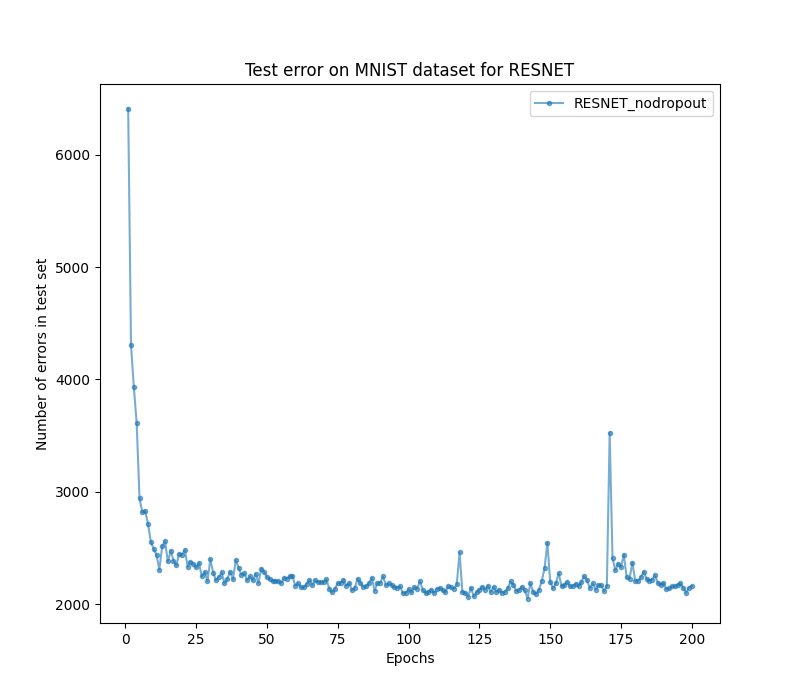 Test error on MNIST dataset for RESNET
RESNET_nodropout
Number of errors in test set
6000
5000
4000
3000
2000
0 25 50 75 100 125 150 175 200
Epochs